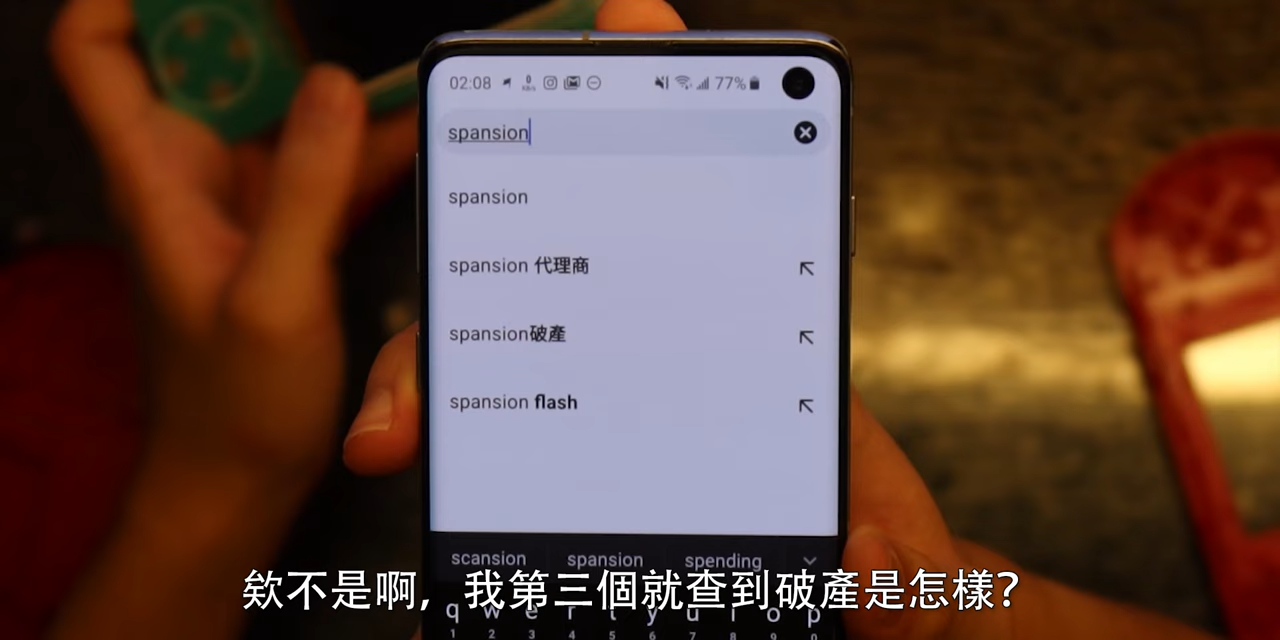 02:08 0 KB/s 77%
spansion
spansion
spansion 代理商
spansion破產
spansion flash
scansion spansion spending
欸不是啊，我第三個就查到破產是怎樣？
q w e r t y u i o p
1 2 3 4 5 6 7 8 9 0